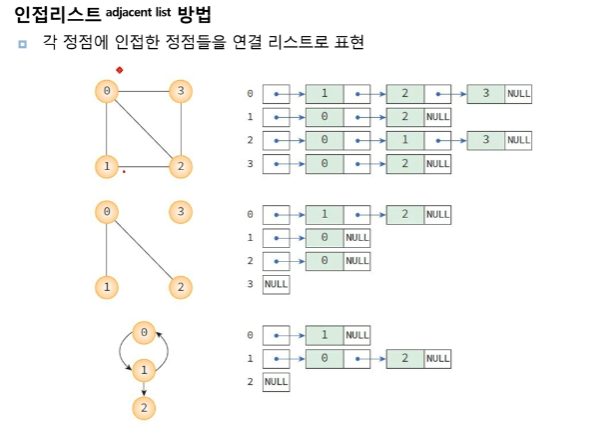 인접리스트 adjacent list 방법
각 정점에 인접한 정점들을 연결 리스트로 표현
0 3
1 2
0 1 2 3 NULL
1 0 2 NULL
2 0 1 3 NULL
3 0 2 NULL
0 3
1 2
0 1 2 NULL
1 0 NULL
2 0 NULL
3 NULL
0
1
2
0 1 NULL
1 0 2 NULL
2 NULL